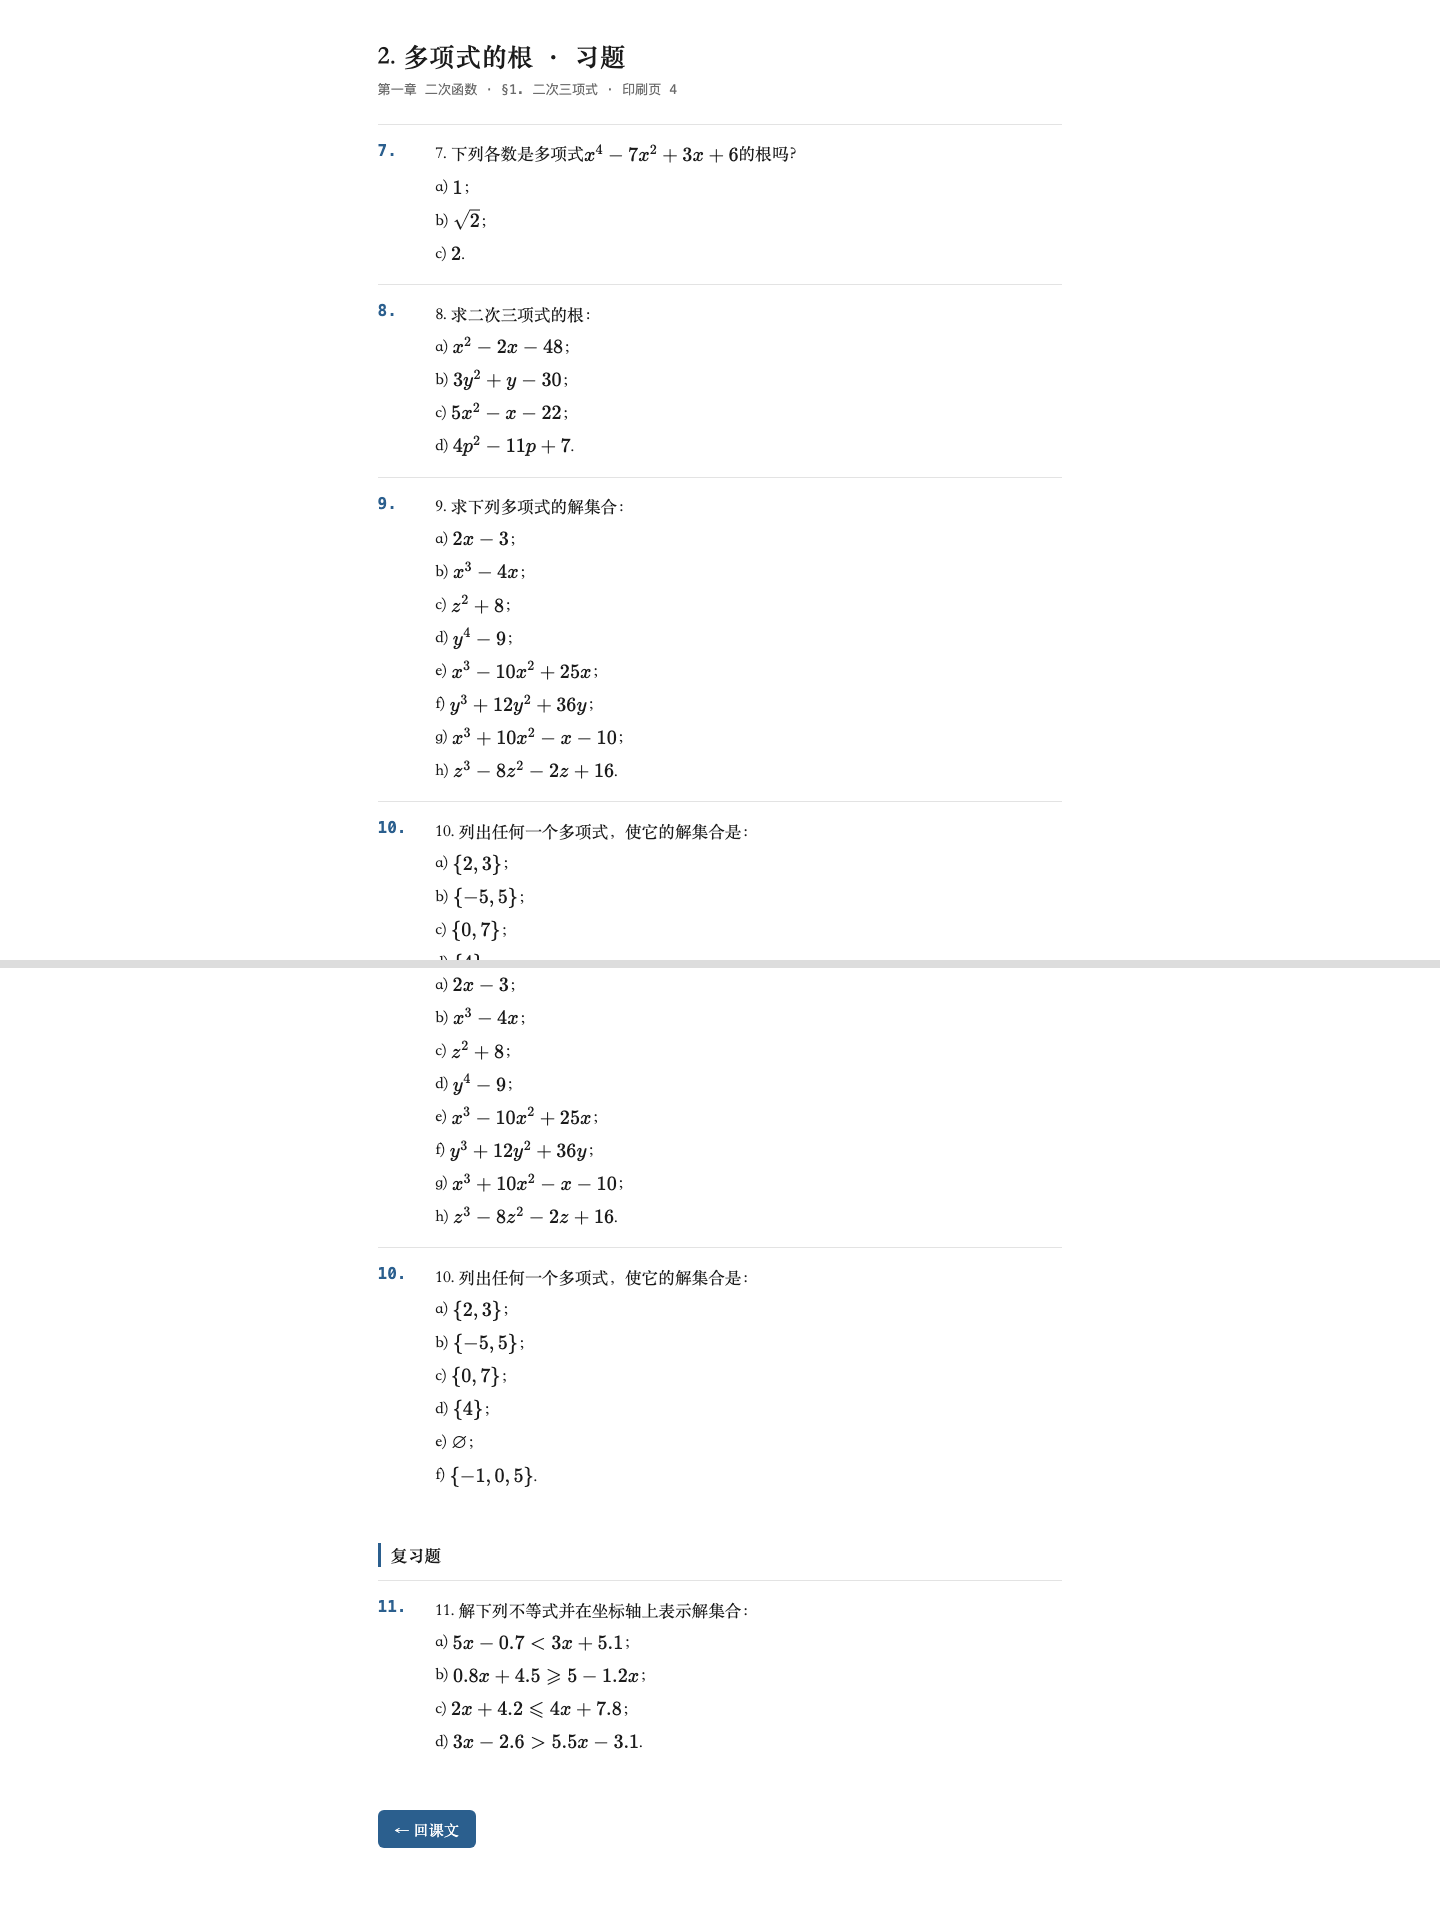 2. 多项式的根 · 习题
第一章 二次函数 · §1. 二次三项式 · 印刷页 4
7. 7. 下列各数是多项式x⁴ − 7x² + 3x + 6的根吗?
a) 1;
b) √2;
c) 2.
8. 8. 求二次三项式的根:
a) x² − 2x − 48;
b) 3y² + y − 30;
c) 5x² − x − 22;
d) 4p² − 11p + 7.
9. 9. 求下列多项式的解集合:
a) 2x − 3;
b) x³ − 4x;
c) z² + 8;
d) y⁴ − 9;
e) x³ − 10x² + 25x;
f) y³ + 12y² + 36y;
g) x³ + 10x² − x − 10;
h) z³ − 8z² − 2z + 16.
10. 10. 列出任何一个多项式, 使它的解集合是:
a) {2, 3};
b) {−5, 5};
c) {0, 7};
a) 2x − 3;
b) x³ − 4x;
c) z² + 8;
d) y⁴ − 9;
e) x³ − 10x² + 25x;
f) y³ + 12y² + 36y;
g) x³ + 10x² − x − 10;
h) z³ − 8z² − 2z + 16.
10. 10. 列出任何一个多项式, 使它的解集合是:
a) {2, 3};
b) {−5, 5};
c) {0, 7};
d) {4};
e) ∅;
f) {−1, 0, 5}.
复习题
11. 11. 解下列不等式并在坐标轴上表示解集合:
a) 5x − 0.7 < 3x + 5.1;
b) 0.8x + 4.5 ⩾ 5 − 1.2x;
c) 2x + 4.2 ⩽ 4x + 7.8;
d) 3x − 2.6 > 5.5x − 3.1.
← 回课文